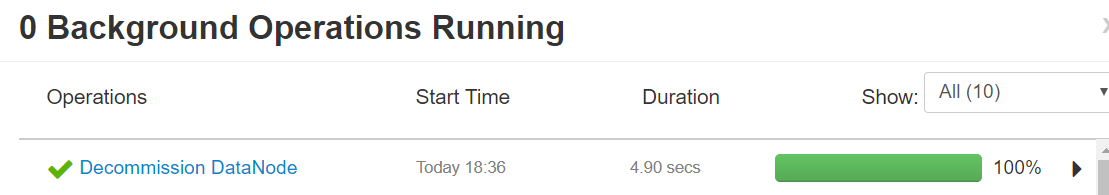 0 Background Operations Running
Operations Start Time Duration Show: All (10)
Decommission DataNode Today 18:36 4.90 secs 100%